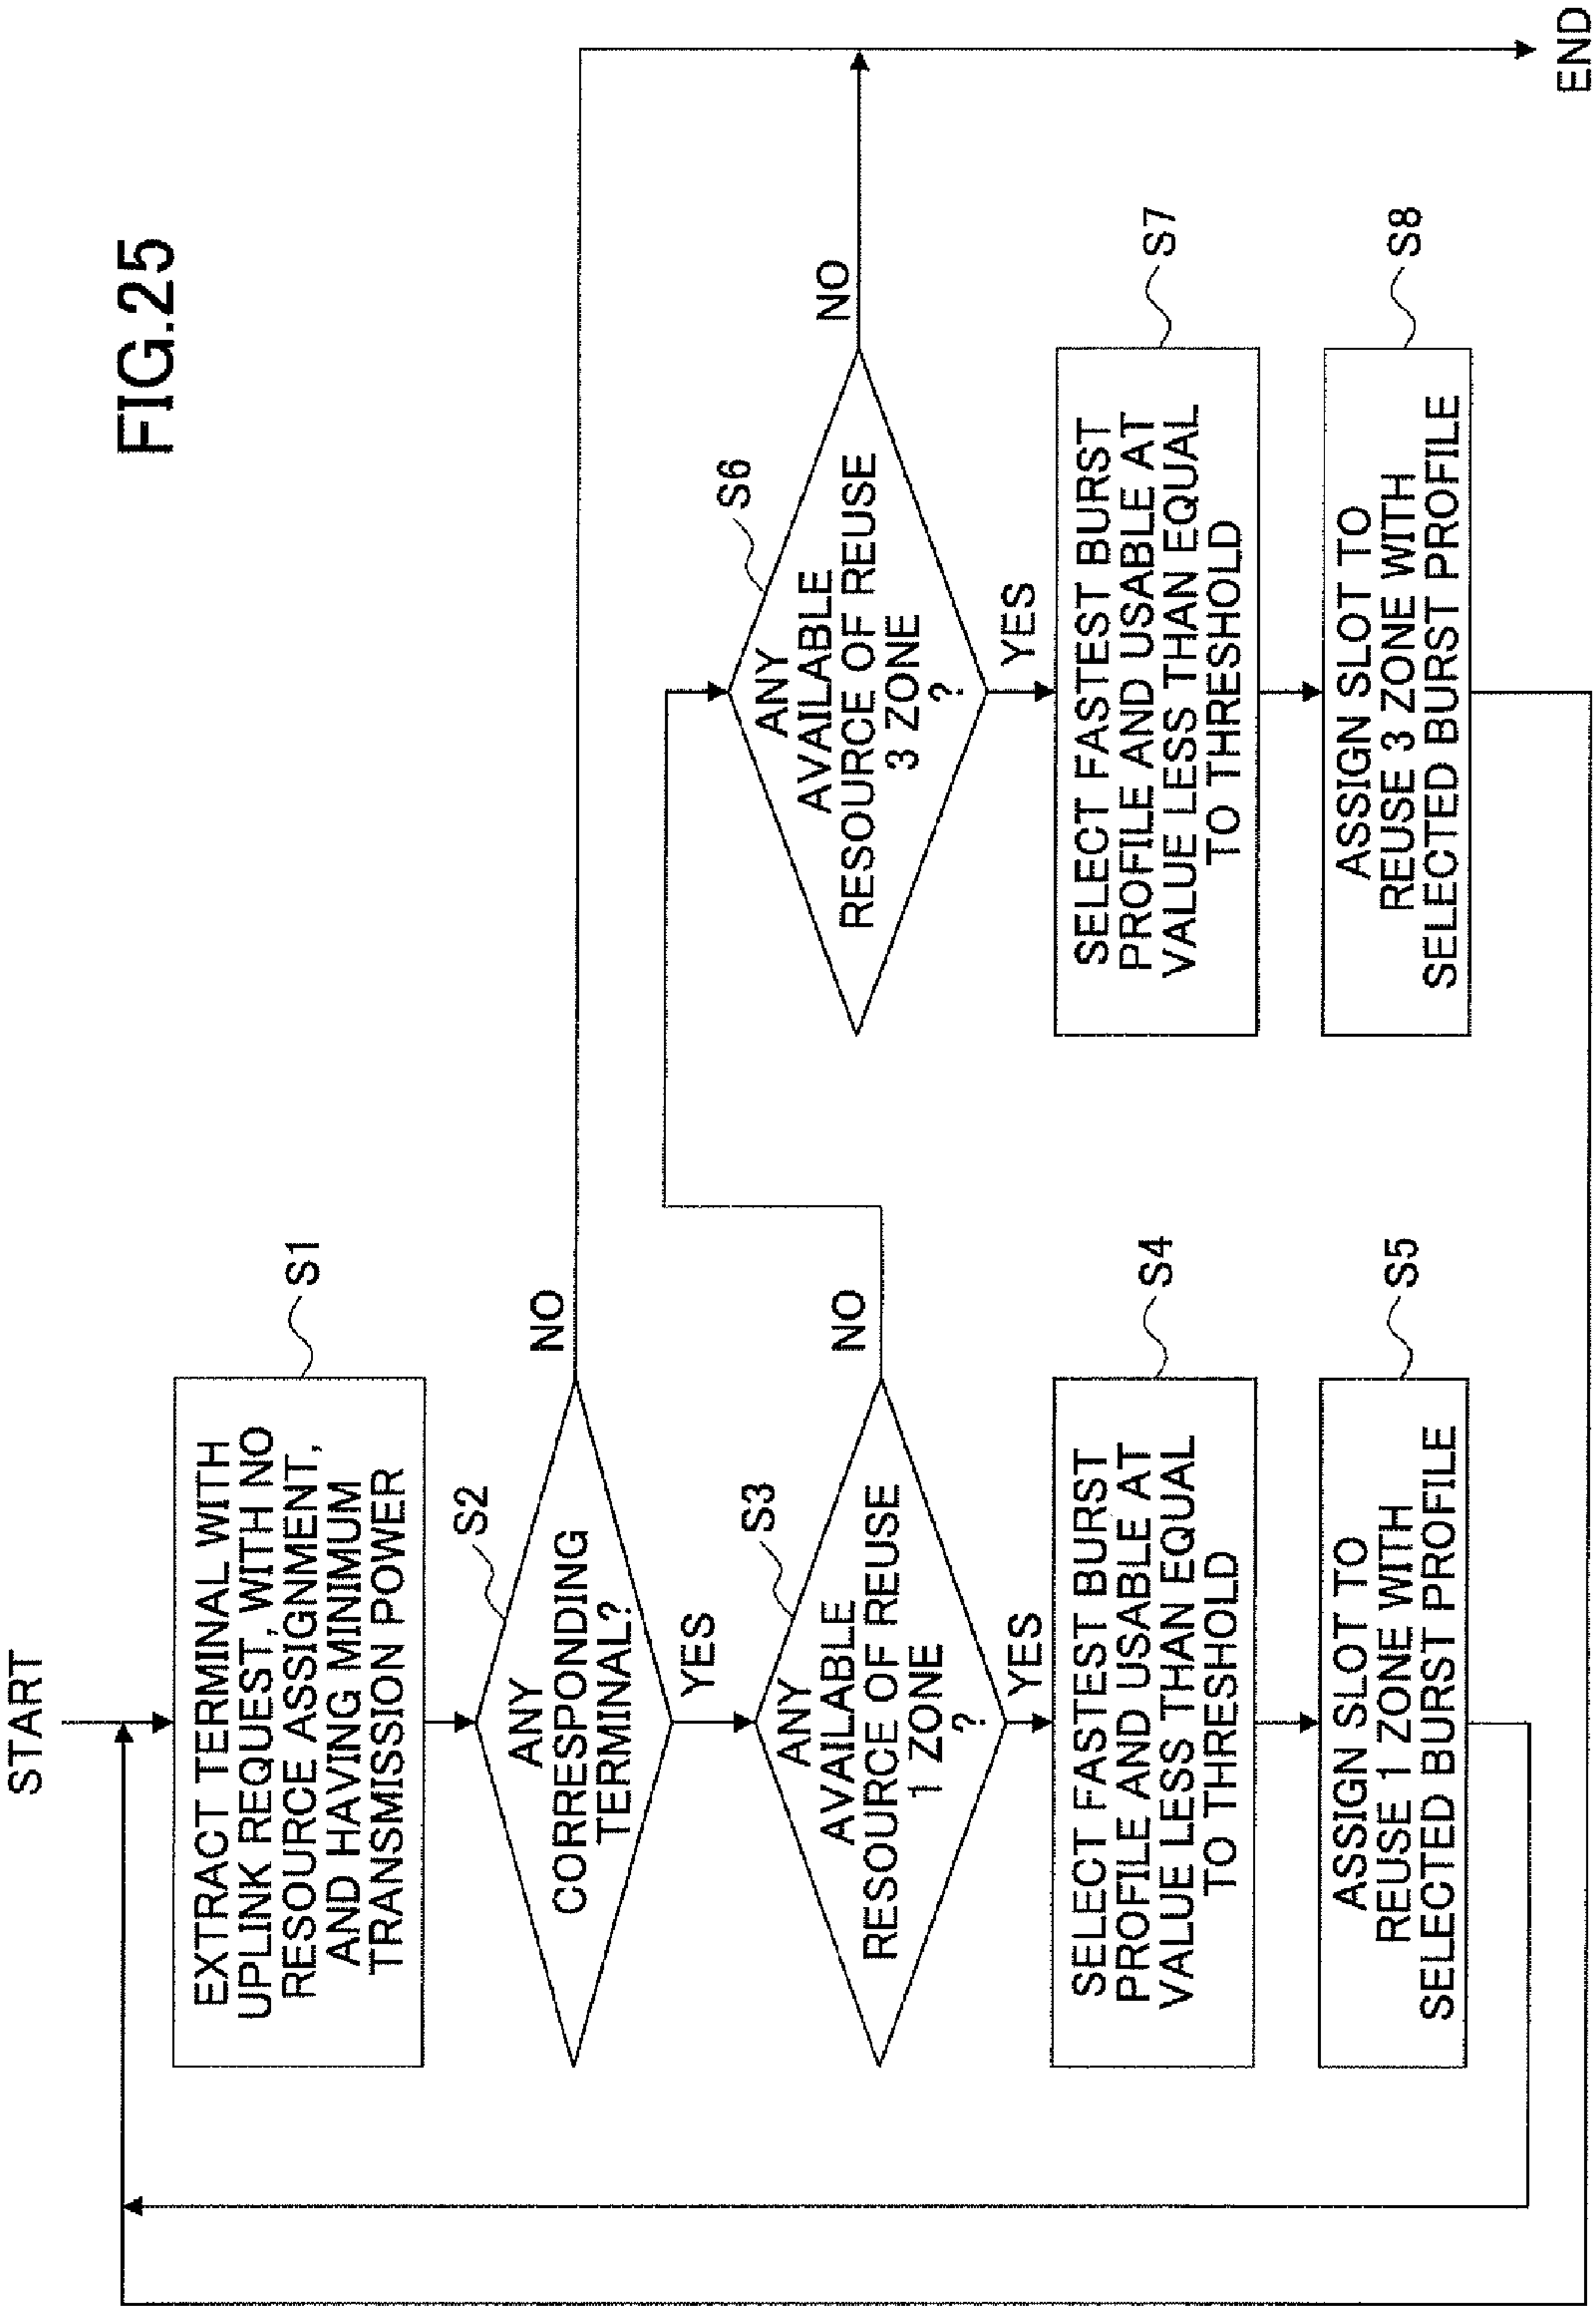 FIG.25
START
EXTRACT TERMINAL WITH
UPLINK REQUEST, WITH NO
RESOURCE ASSIGNMENT,
AND HAVING MINIMUM
TRANSMISSION POWER
S1
ANY
CORRESPONDING
TERMINAL?
S2
NO
YES
ANY
AVAILABLE
RESOURCE OF REUSE
1 ZONE
?
S3
NO
YES
SELECT FASTEST BURST
PROFILE AND USABLE AT
VALUE LESS THAN EQUAL
TO THRESHOLD
S4
ASSIGN SLOT TO
REUSE 1 ZONE WITH
SELECTED BURST PROFILE
S5
ANY
AVAILABLE
RESOURCE OF REUSE
3 ZONE
?
S6
NO
YES
SELECT FASTEST BURST
PROFILE AND USABLE AT
VALUE LESS THAN EQUAL
TO THRESHOLD
S7
ASSIGN SLOT TO
REUSE 3 ZONE WITH
SELECTED BURST PROFILE
S8
END